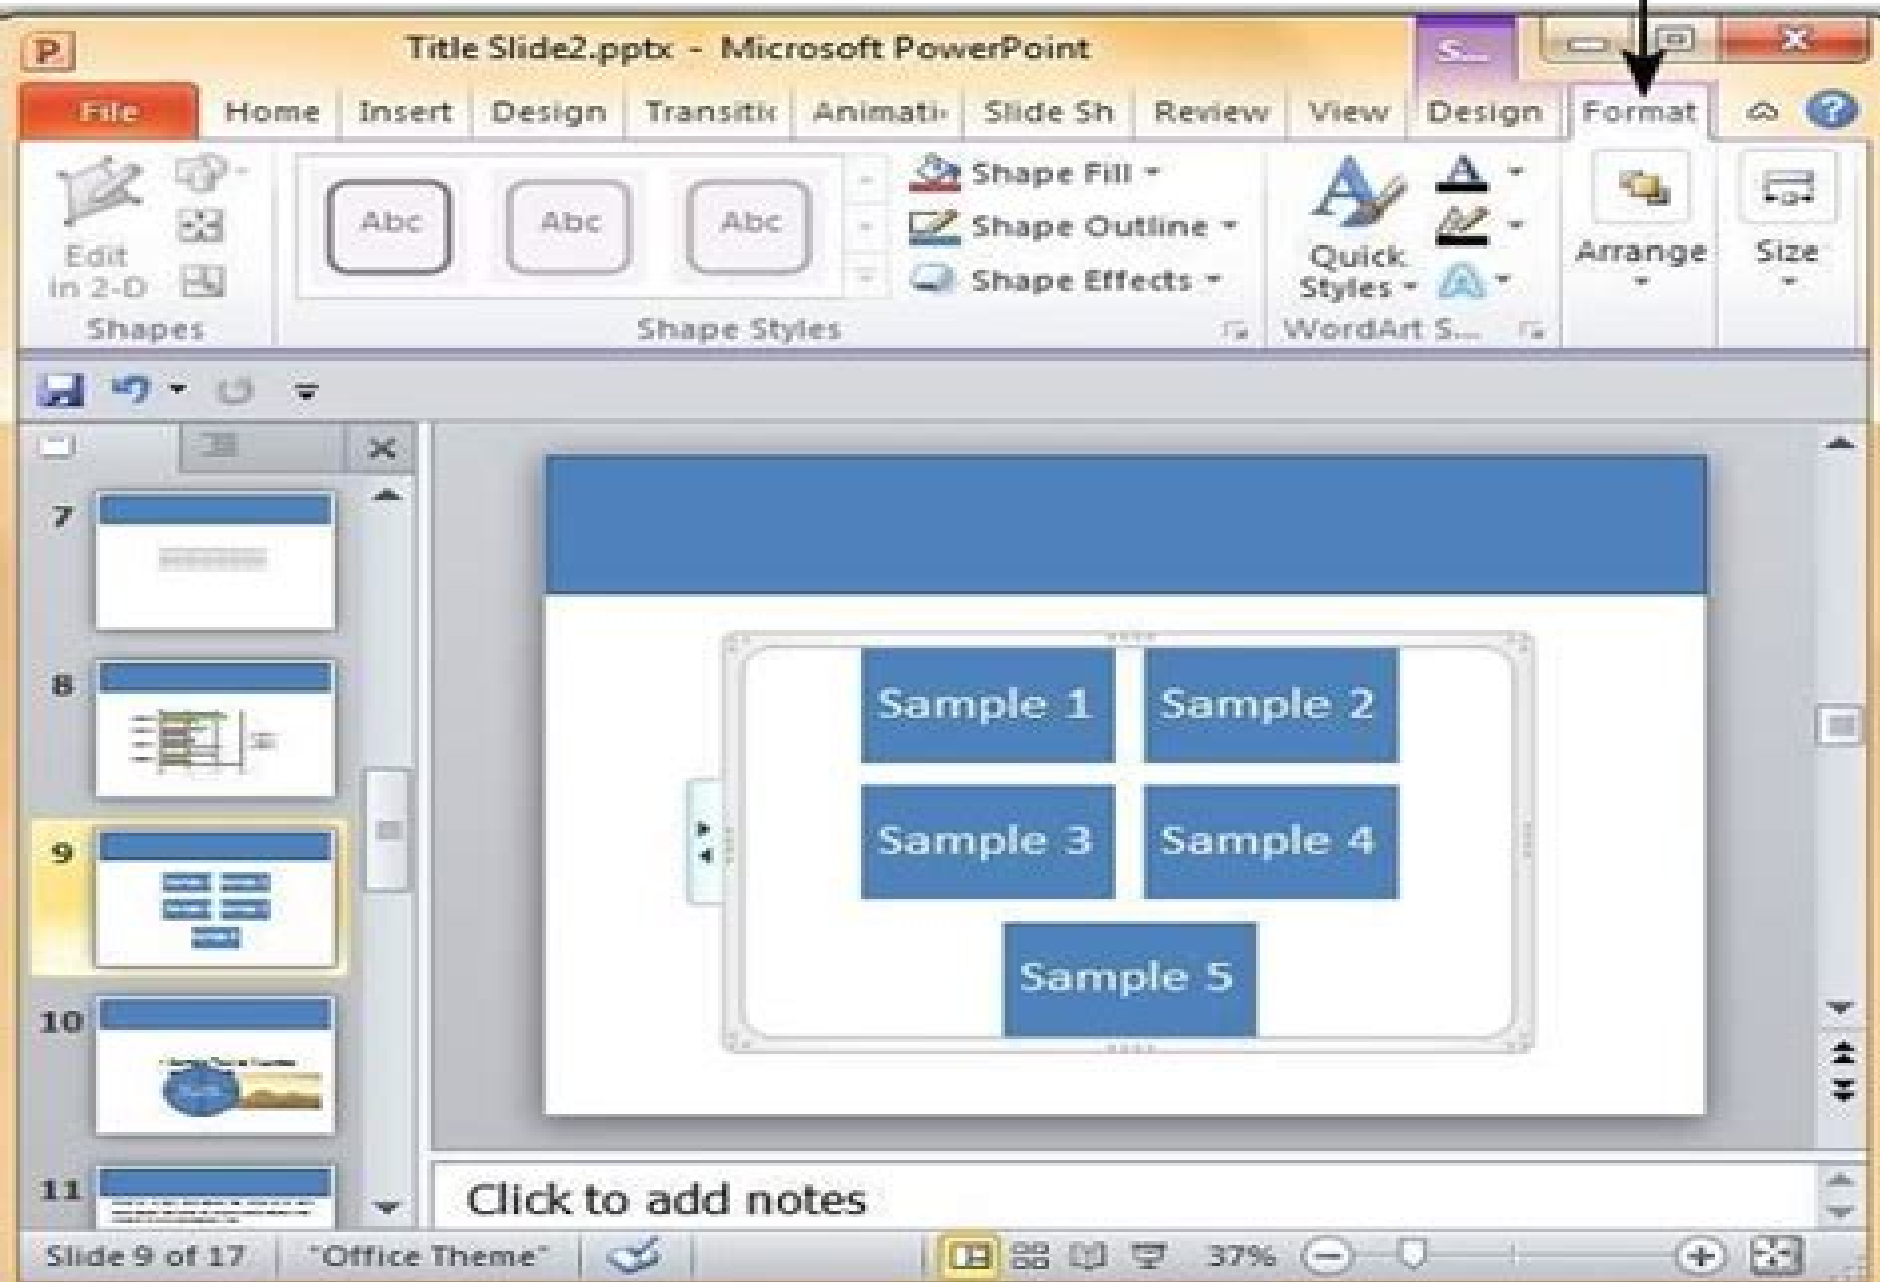 Title Slide2.pptx - Microsoft PowerPoint
S...
File Home Insert Design Transitic Animati Slide Sh Review View Design Format
Edit
in 2-D
Shapes
Abc Abc Abc
Shape Fill
Shape Outline
Shape Effects
Shape Styles
Quick
Styles
WordArt S...
Arrange
Size
7
8
9
10
11
Sample 1 Sample 2
Sample 3 Sample 4
Sample 5
Click to add notes
Slide 9 of 17 "Office Theme" 37%